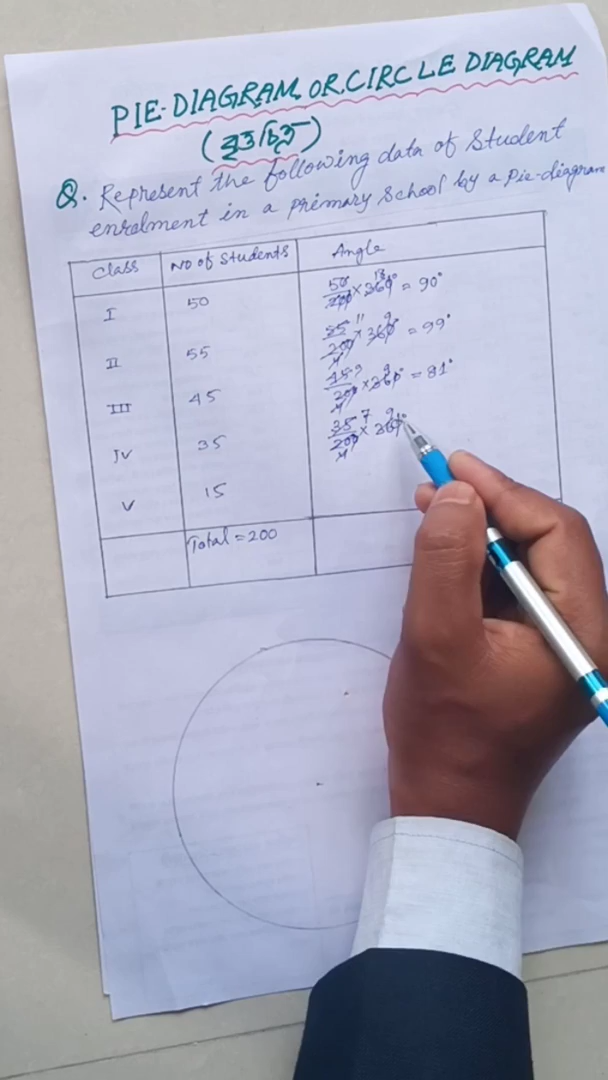 PIE-DIAGRAM OR CIRCLE DIAGRAM
(বৃত্তচিত্ৰ)
Q. Represent the following data of Student
enrolment in a primary School by a pie-diagram
Class No of Students Angle
I 50 50/200 × 360° = 90°
II 55 55/200 × 360° = 99°
III 45 45/200 × 360° = 81°
IV 35 35/200 × 360°
V 15
Total = 200